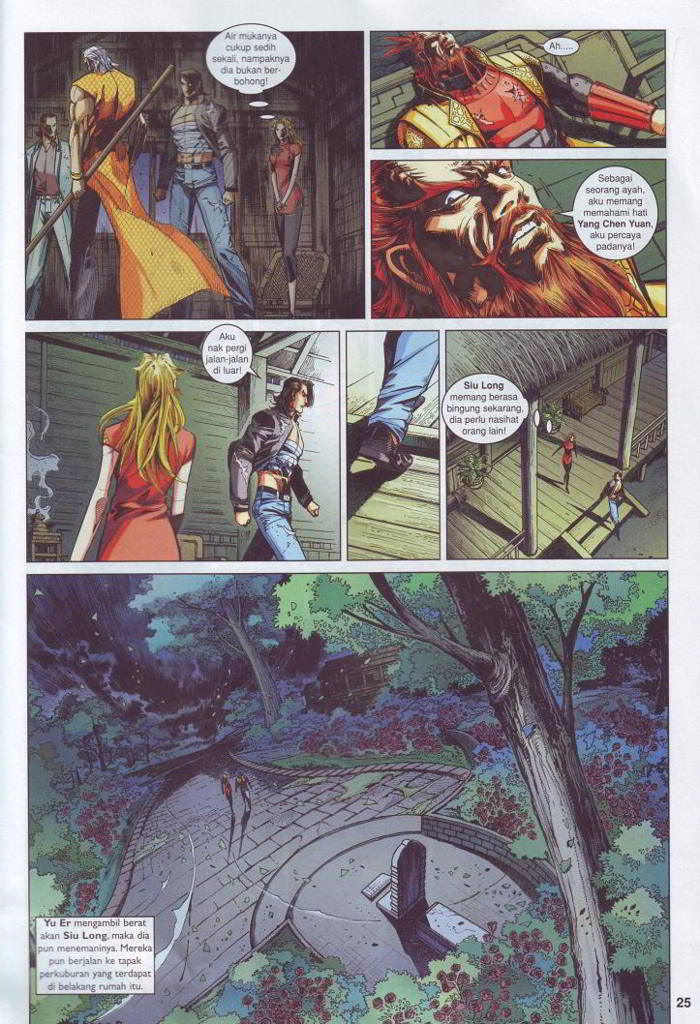 Air mukanya
cukup sedih
sekali, nampaknya
dia bukan ber-
bohong!
Ah.....
Sebagai
seorang ayah,
aku memang
memahami hati
Yang Chen Yuan,
aku percaya
padanya!
Aku
nak pergi
jalan-jalan
di luar!
Siu Long
memang berasa
bingung sekarang,
dia perlu nasihat
orang lain!
Yu Er mengambil berat
akan Siu Long, maka dia
pun menemaninya. Mereka
pun berjalan ke tapak
perkuburan yang terdapat
di belakang rumah itu.
25